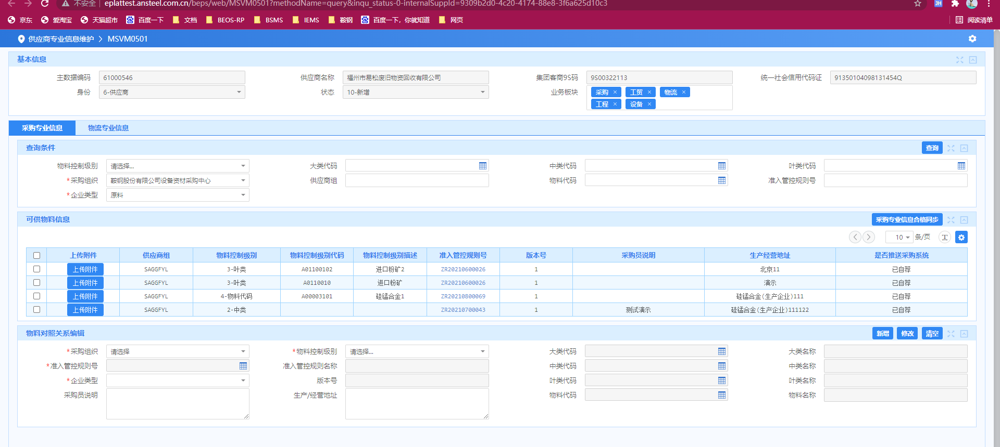 不安全 eplattest.ansteel.com.cn/beps/web/MSVM0501?methodName=query&inqu_status-0-internalSuppId=9309b2d0-4c20-4174-88e8-3f6a625d10c3 JH
京东 爱淘宝 天猫超市 百度一下 文档 BEOS-RP BSMS IEMS 鞍钢 百度一下，你就知道 网页 阅读清单
供应商专业信息维护 > MSVM0501
基本信息
主数据编码 61000546 供应商名称 福州市易松废旧物资回收有限公司 集团客商9S码 9S00322113 统一社会信用代码证 91350104098131454Q
身份 6-供应商 状态 10-新增 业务板块 采购 × 工贸 × 物流 ×
工程 × 设备 ×
采购专业信息 物流专业信息
查询条件 查询
物料控制级别 请选择... 大类代码 中类代码 叶类代码
*采购组织 鞍钢股份有限公司设备资材采购中心 供应商组 物料代码 准入管控规则号
*企业类型 原料
可供物料信息 采购专业信息合格同步
10 条/页 T
上传附件 供应商组 物料控制级别 物料控制级别代码 物料控制级别描述 准入管控规则号 版本号 采购员说明 生产经营地址 是否推送采购系统
上传附件 SAGGFYL 3-叶类 A01100102 进口粉矿2 ZR20210600026 1 北京11 已自荐
上传附件 SAGGFYL 3-叶类 A0110010 进口粉矿 ZR20210600026 1 演示 已自荐
上传附件 SAGGFYL 4-物料代码 A00003101 硅锰合金1 ZR20210800069 1 硅锰合金(生产企业)111 已自荐
上传附件 SAGGFYL 2-中类 ZR20210700043 1 测试演示 硅锰合金(生产企业)111122 已自荐
物料对照关系编辑 新增 修改 清空
*采购组织 请选择 *物料控制级别 请选择... 大类代码 大类名称
*准入管控规则号 准入管控规则名称 中类代码 中类名称
*企业类型 版本号 叶类代码 叶类名称
采购员说明 生产/经营地址 物料代码 物料名称